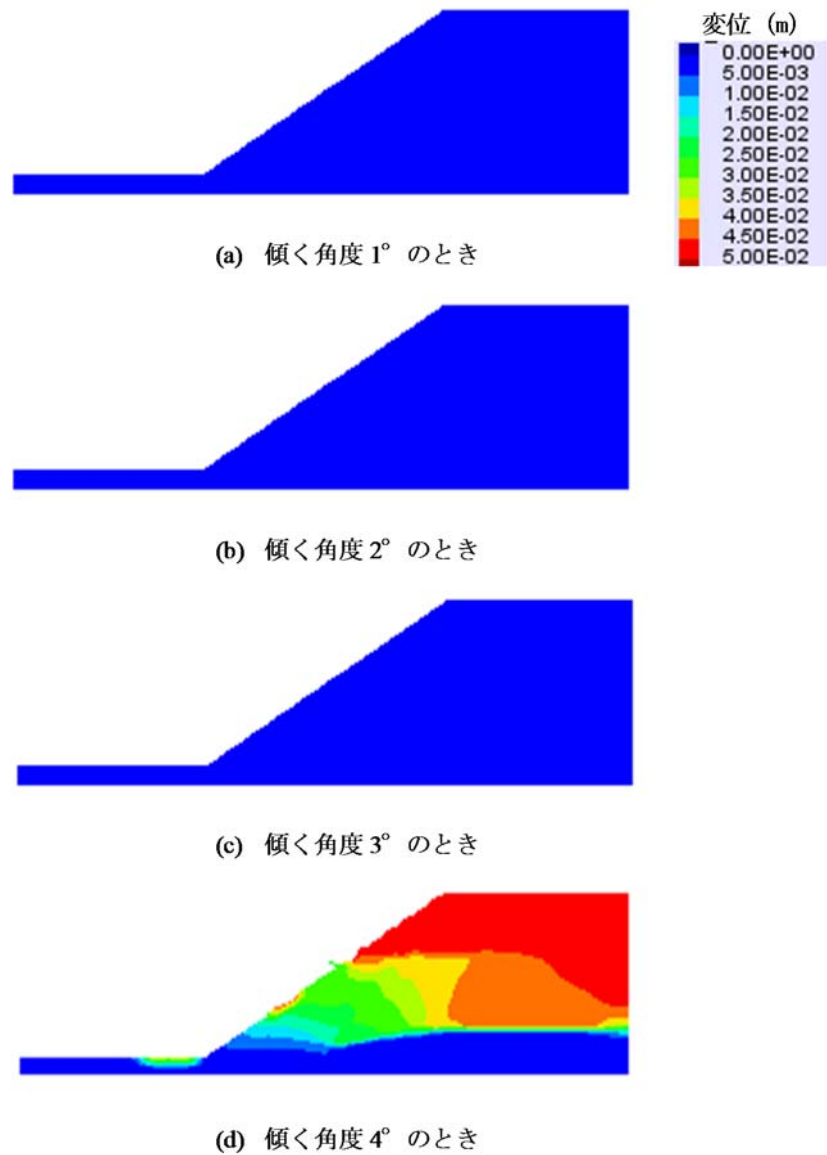 変位 (m)
0.00E+00
5.00E-03
1.00E-02
1.50E-02
2.00E-02
2.50E-02
3.00E-02
3.50E-02
4.00E-02
4.50E-02
5.00E-02
(a) 傾く角度 1° のとき
(b) 傾く角度 2° のとき
(c) 傾く角度 3° のとき
(d) 傾く角度 4° のとき